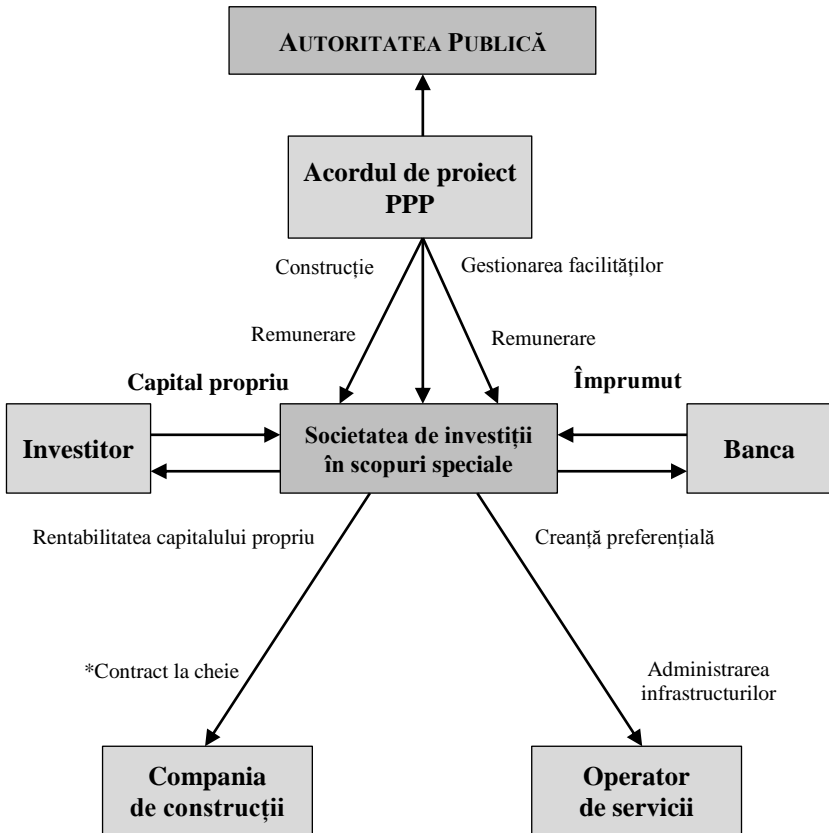 AUTORITATEA PUBLICĂ
Acordul de proiect
PPP
Construcție
Gestionarea facilităților
Remunerare
Remunerare
Capital propriu
Împrumut
Investitor
Societatea de investiții
în scopuri speciale
Banca
Rentabilitatea capitalului propriu
Creanță preferențială
*Contract la cheie
Administrarea
infrastructurilor
Compania
de construcții
Operator
de servicii